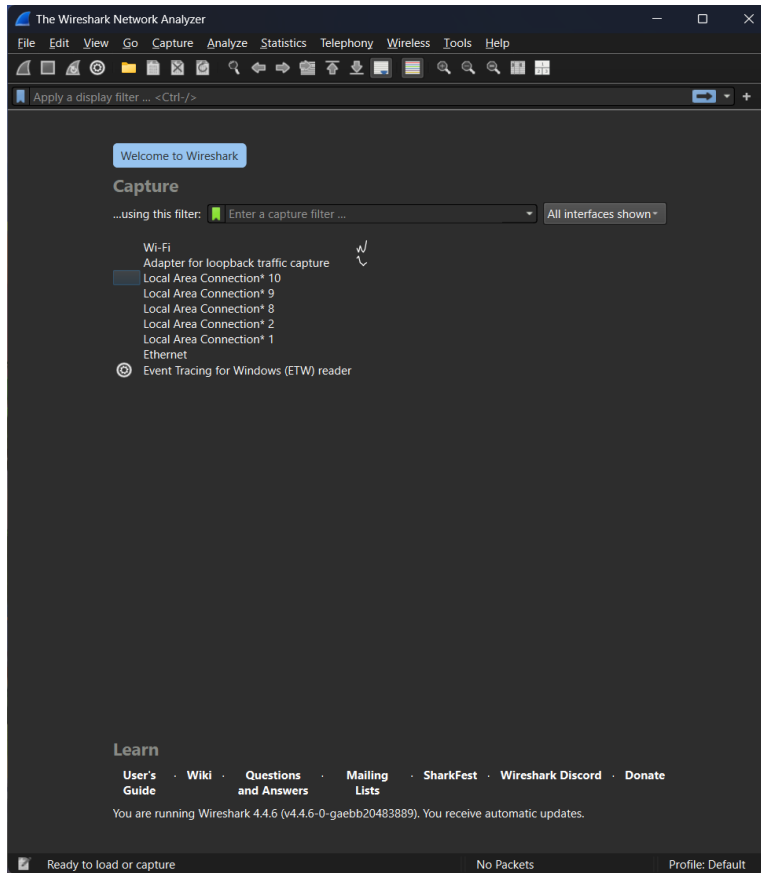 The Wireshark Network Analyzer
File Edit View Go Capture Analyze Statistics Telephony Wireless Tools Help
Apply a display filter ... <Ctrl-/>
Welcome to Wireshark
Capture
...using this filter: Enter a capture filter ... All interfaces shown
Wi-Fi
Adapter for loopback traffic capture
Local Area Connection* 10
Local Area Connection* 9
Local Area Connection* 8
Local Area Connection* 2
Local Area Connection* 1
Ethernet
Event Tracing for Windows (ETW) reader
Learn
User's Guide · Wiki · Questions and Answers · Mailing Lists · SharkFest · Wireshark Discord · Donate
You are running Wireshark 4.4.6 (v4.4.6-0-gaebb20483889). You receive automatic updates.
Ready to load or capture No Packets Profile: Default